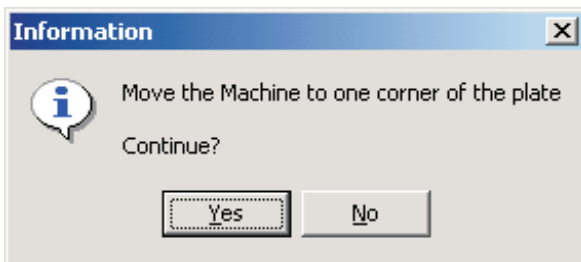 Information
Move the Machine to one corner of the plate
Continue?
Yes
No